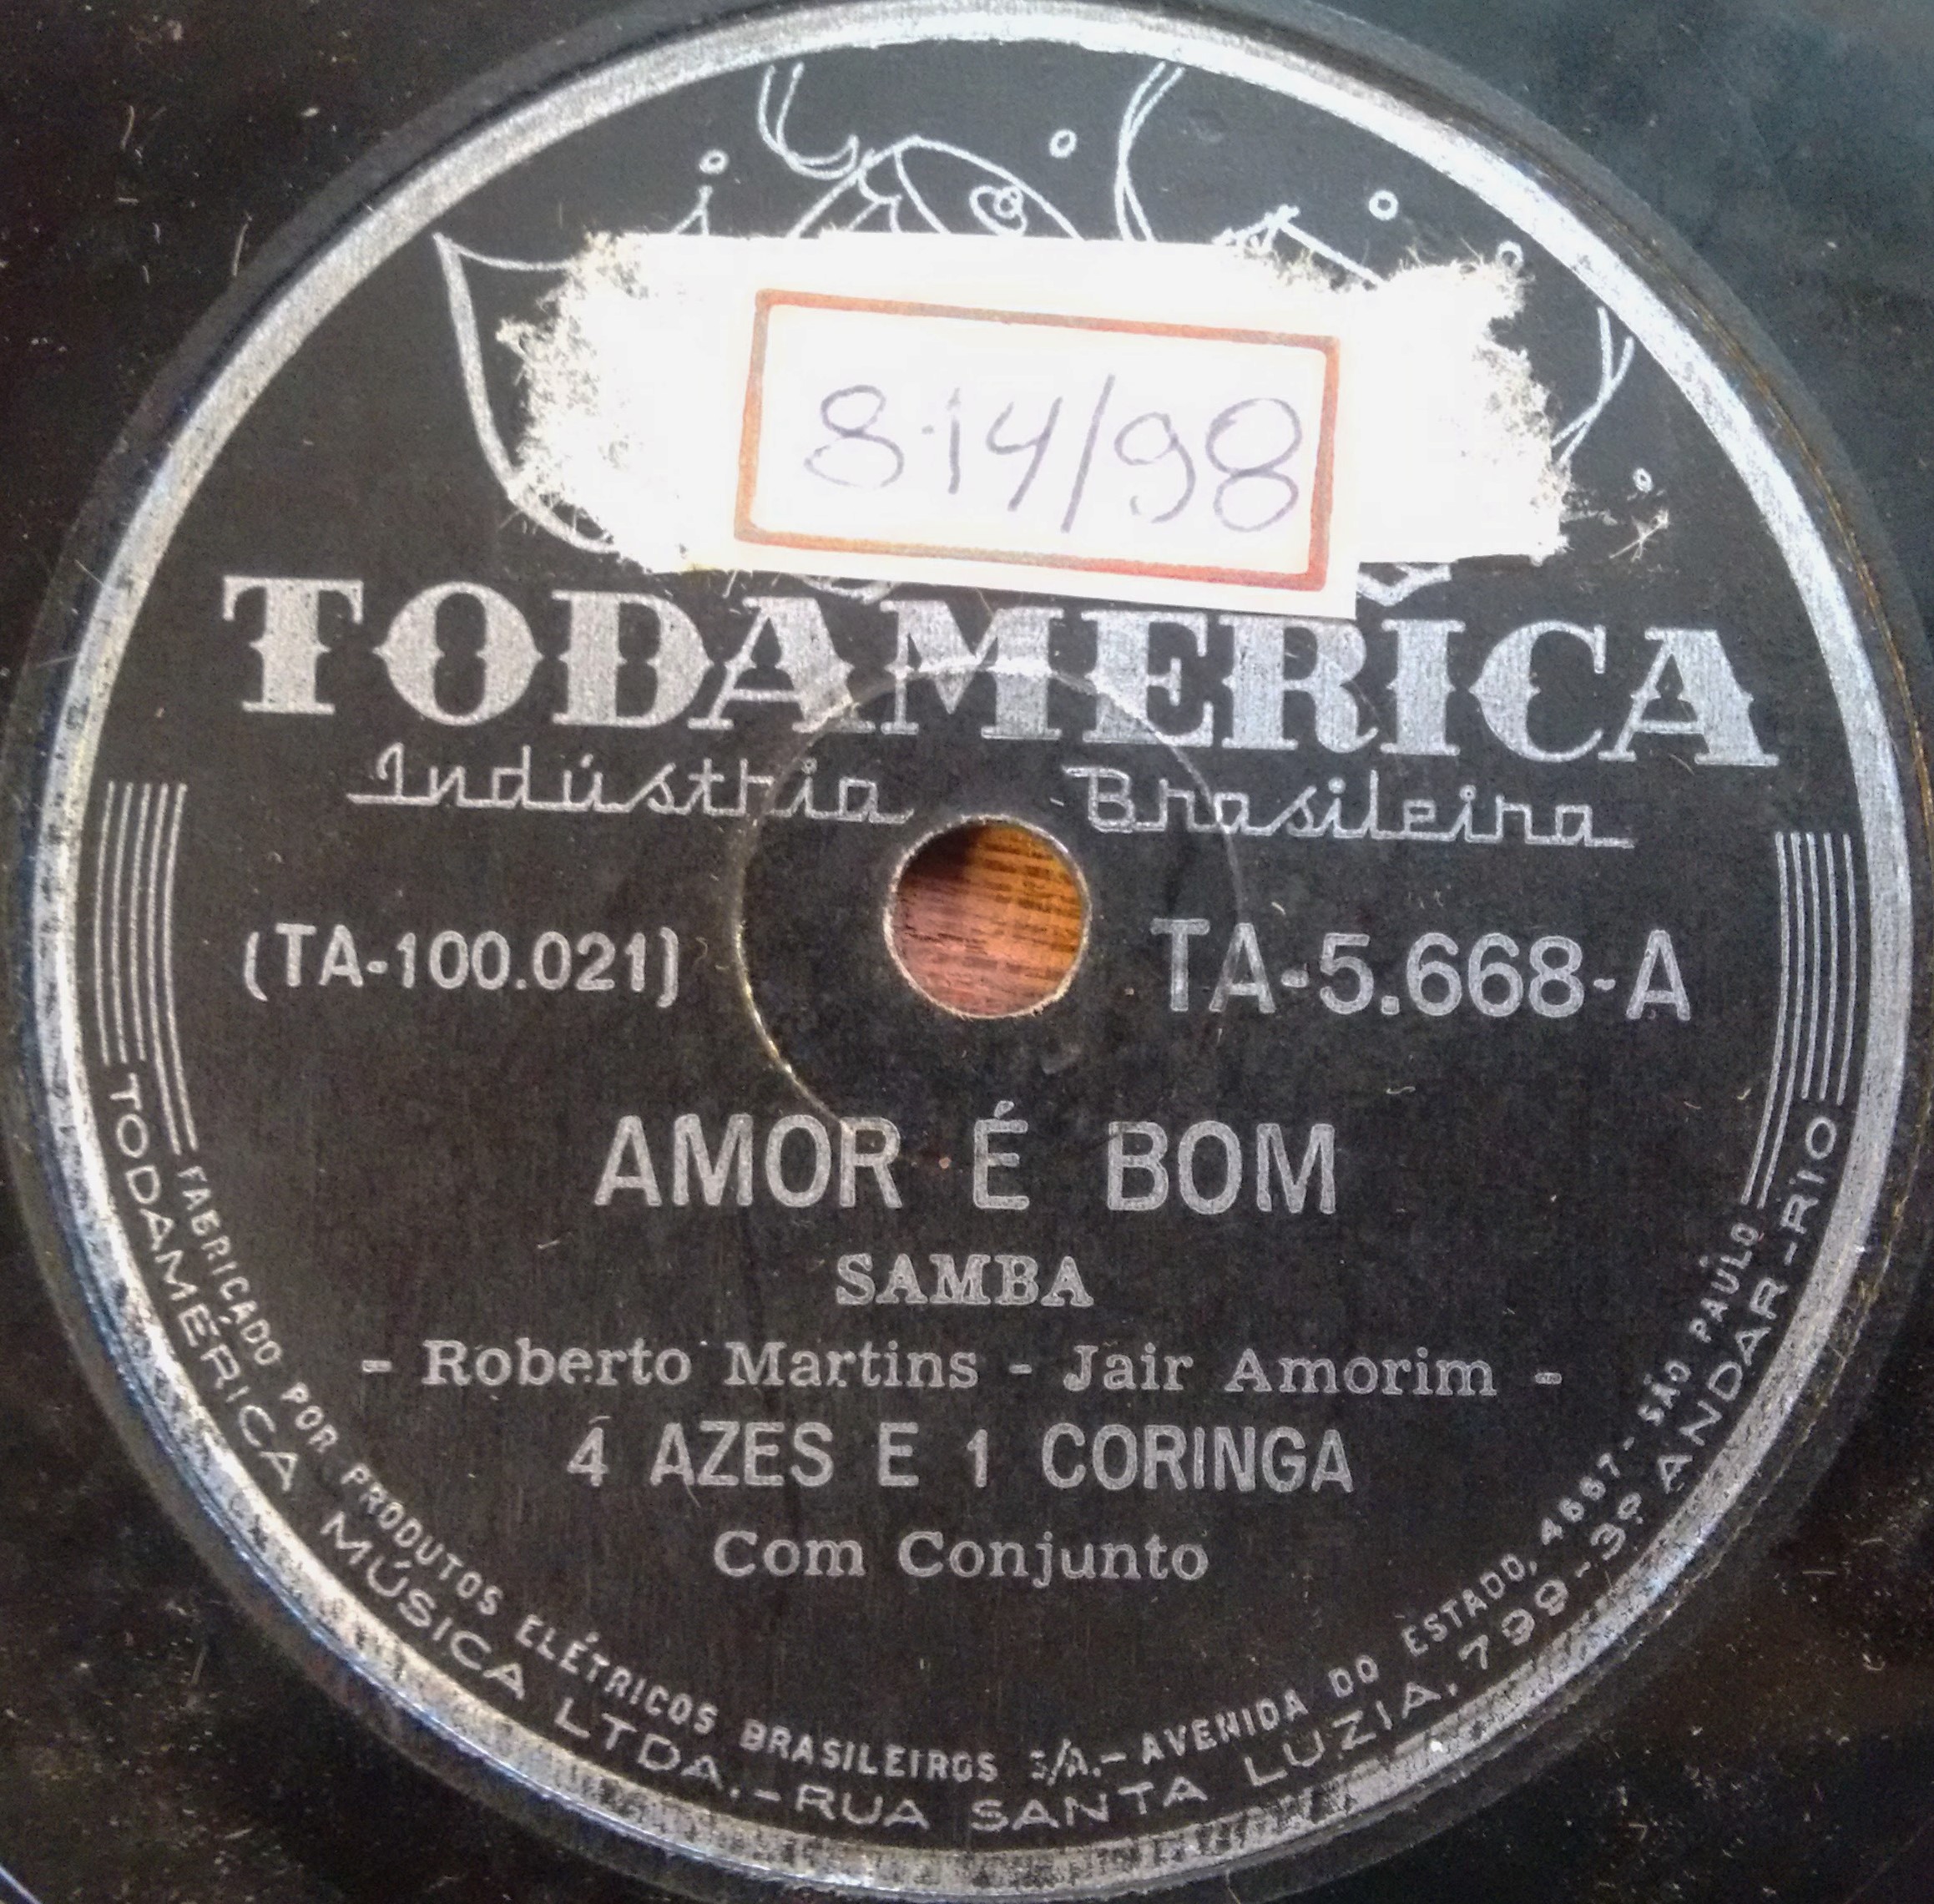 8.14/98
TODAMÉRICA
Indústria Brasileira
(TA-100.021)
TA-5.668-A
AMOR É BOM
SAMBA
- Roberto Martins - Jair Amorim -
4 AZES E 1 CORINGA
Com Conjunto
FABRICADO POR PRODUTOS ELÉTRICOS BRASILEIROS S/A.- AVENIDA DO ESTADO, 4667 - SÃO PAULO
TODAMÉRICA MÚSICA LTDA.-RUA SANTA LUZIA, 799-3º ANDAR-RIO